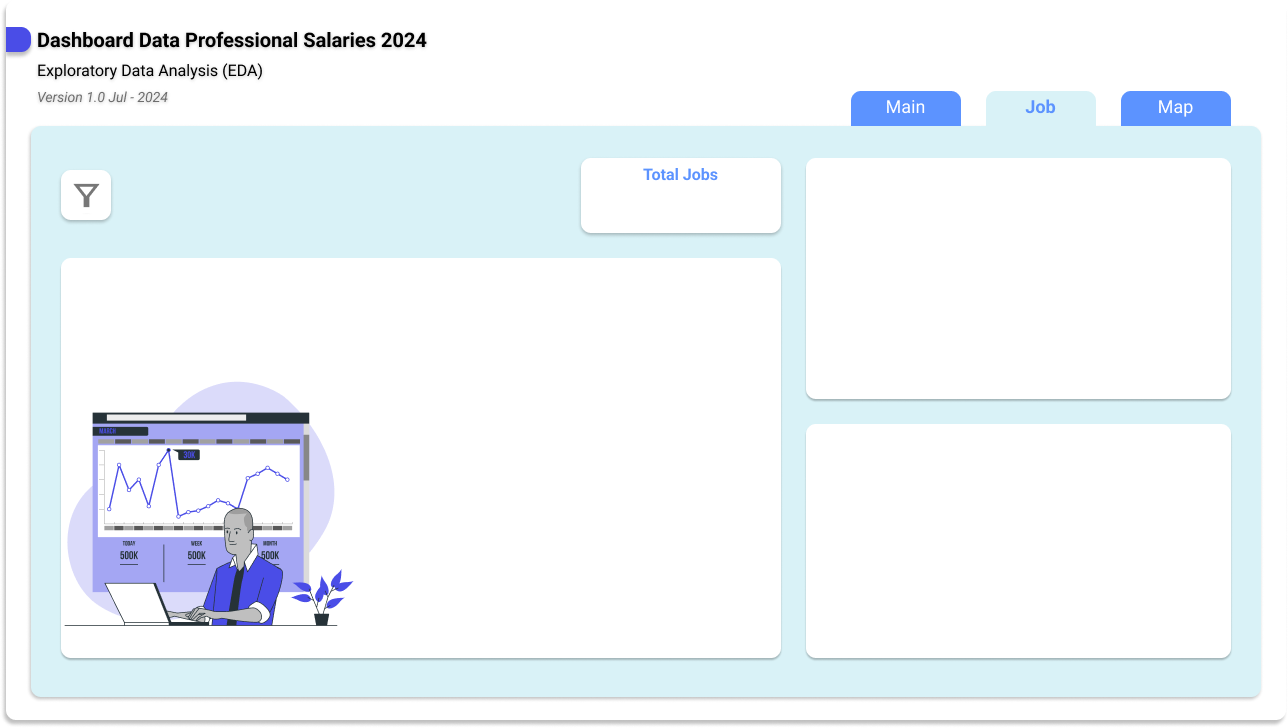 Dashboard Data Professional Salaries 2024
Exploratory Data Analysis (EDA)
Version 1.0 Jul - 2024
Main
Job
Map
Total Jobs
MARCH
30K
TODAY
WEEK
MONTH
500K
500K
500K